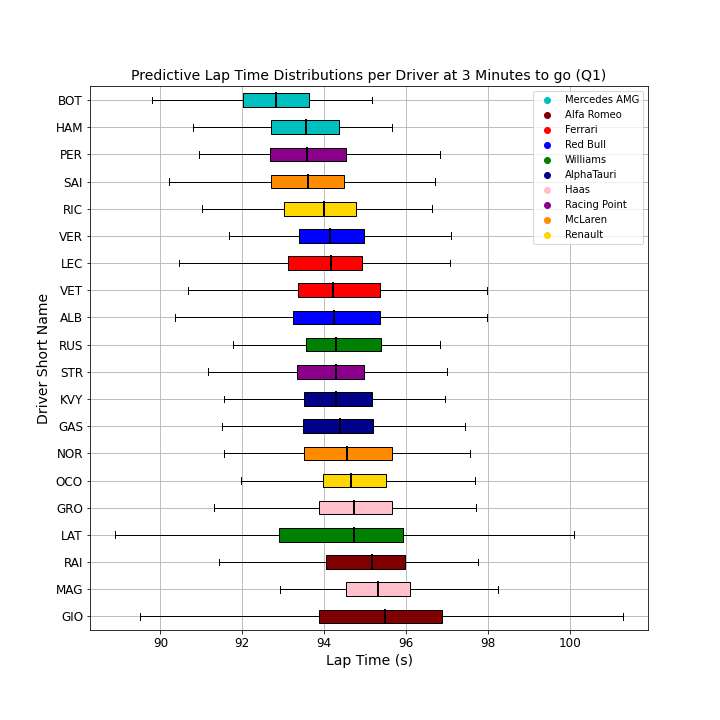 Predictive Lap Time Distributions per Driver at 3 Minutes to go (Q1)
Mercedes AMG
Alfa Romeo
Ferrari
Red Bull
Williams
AlphaTauri
Haas
Racing Point
McLaren
Renault
Driver Short Name
BOT
HAM
PER
SAI
RIC
VER
LEC
VET
ALB
RUS
STR
KVY
GAS
NOR
OCO
GRO
LAT
RAI
MAG
GIO
90 92 94 96 98 100
Lap Time (s)